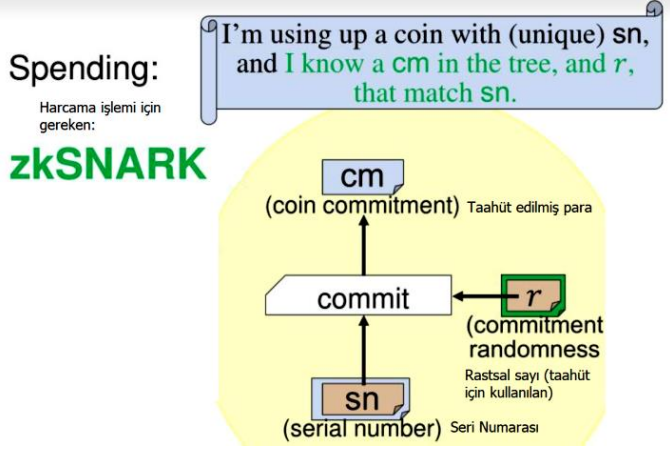 I'm using up a coin with (unique) sn,
and I know a cm in the tree, and r,
that match sn.
Spending:
Harcama işlemi için
gereken:
zkSNARK
cm
(coin commitment) Taahüt edilmiş para
commit
r
(commitment
randomness
Rastsal sayı (taahüt
için kullanılan)
sn
(serial number) Seri Numarası